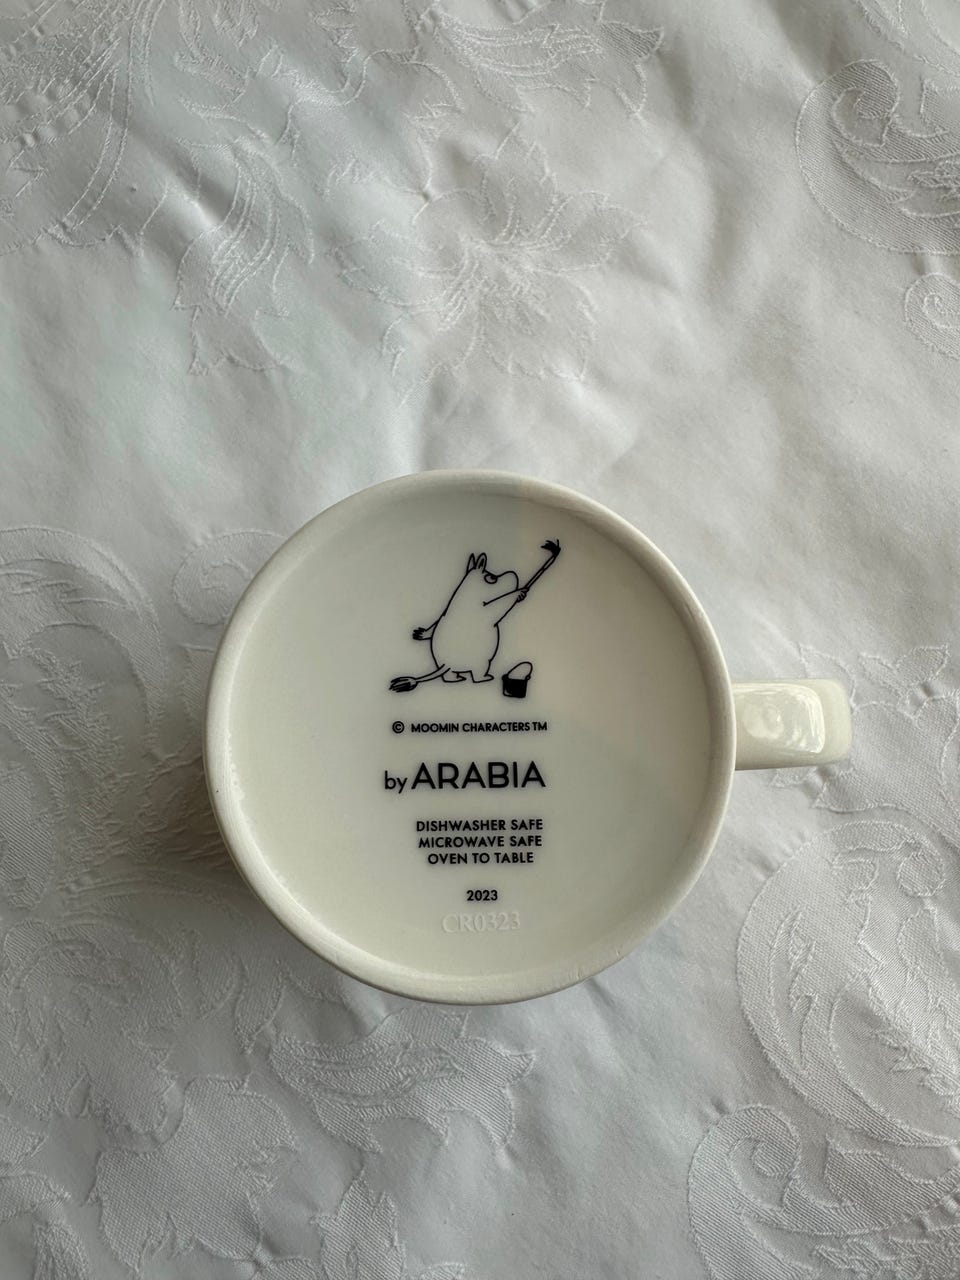 © MOOMIN CHARACTERS TM
by ARABIA
DISHWASHER SAFE
MICROWAVE SAFE
OVEN TO TABLE
2023
CR0323